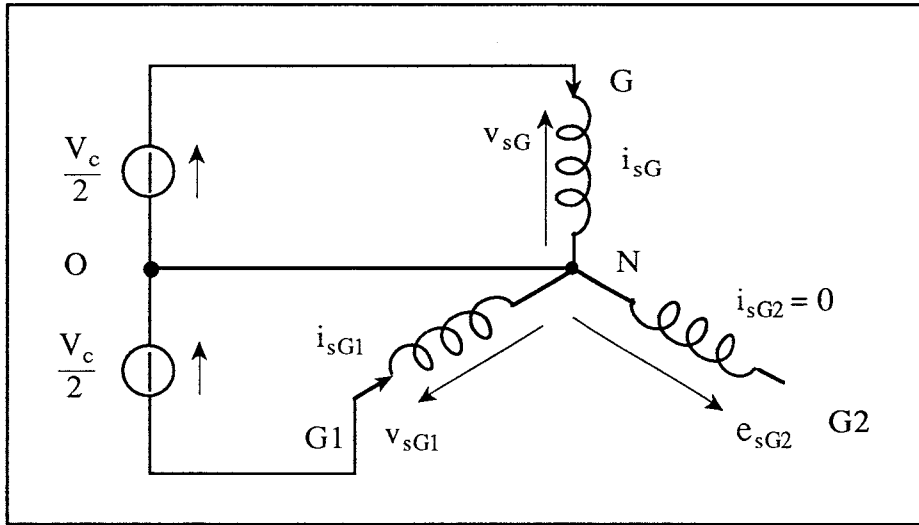 G
V_c
2
v_sG
i_sG
O
N
V_c
2
i_sG1
i_sG2 = 0
G1
v_sG1
e_sG2
G2